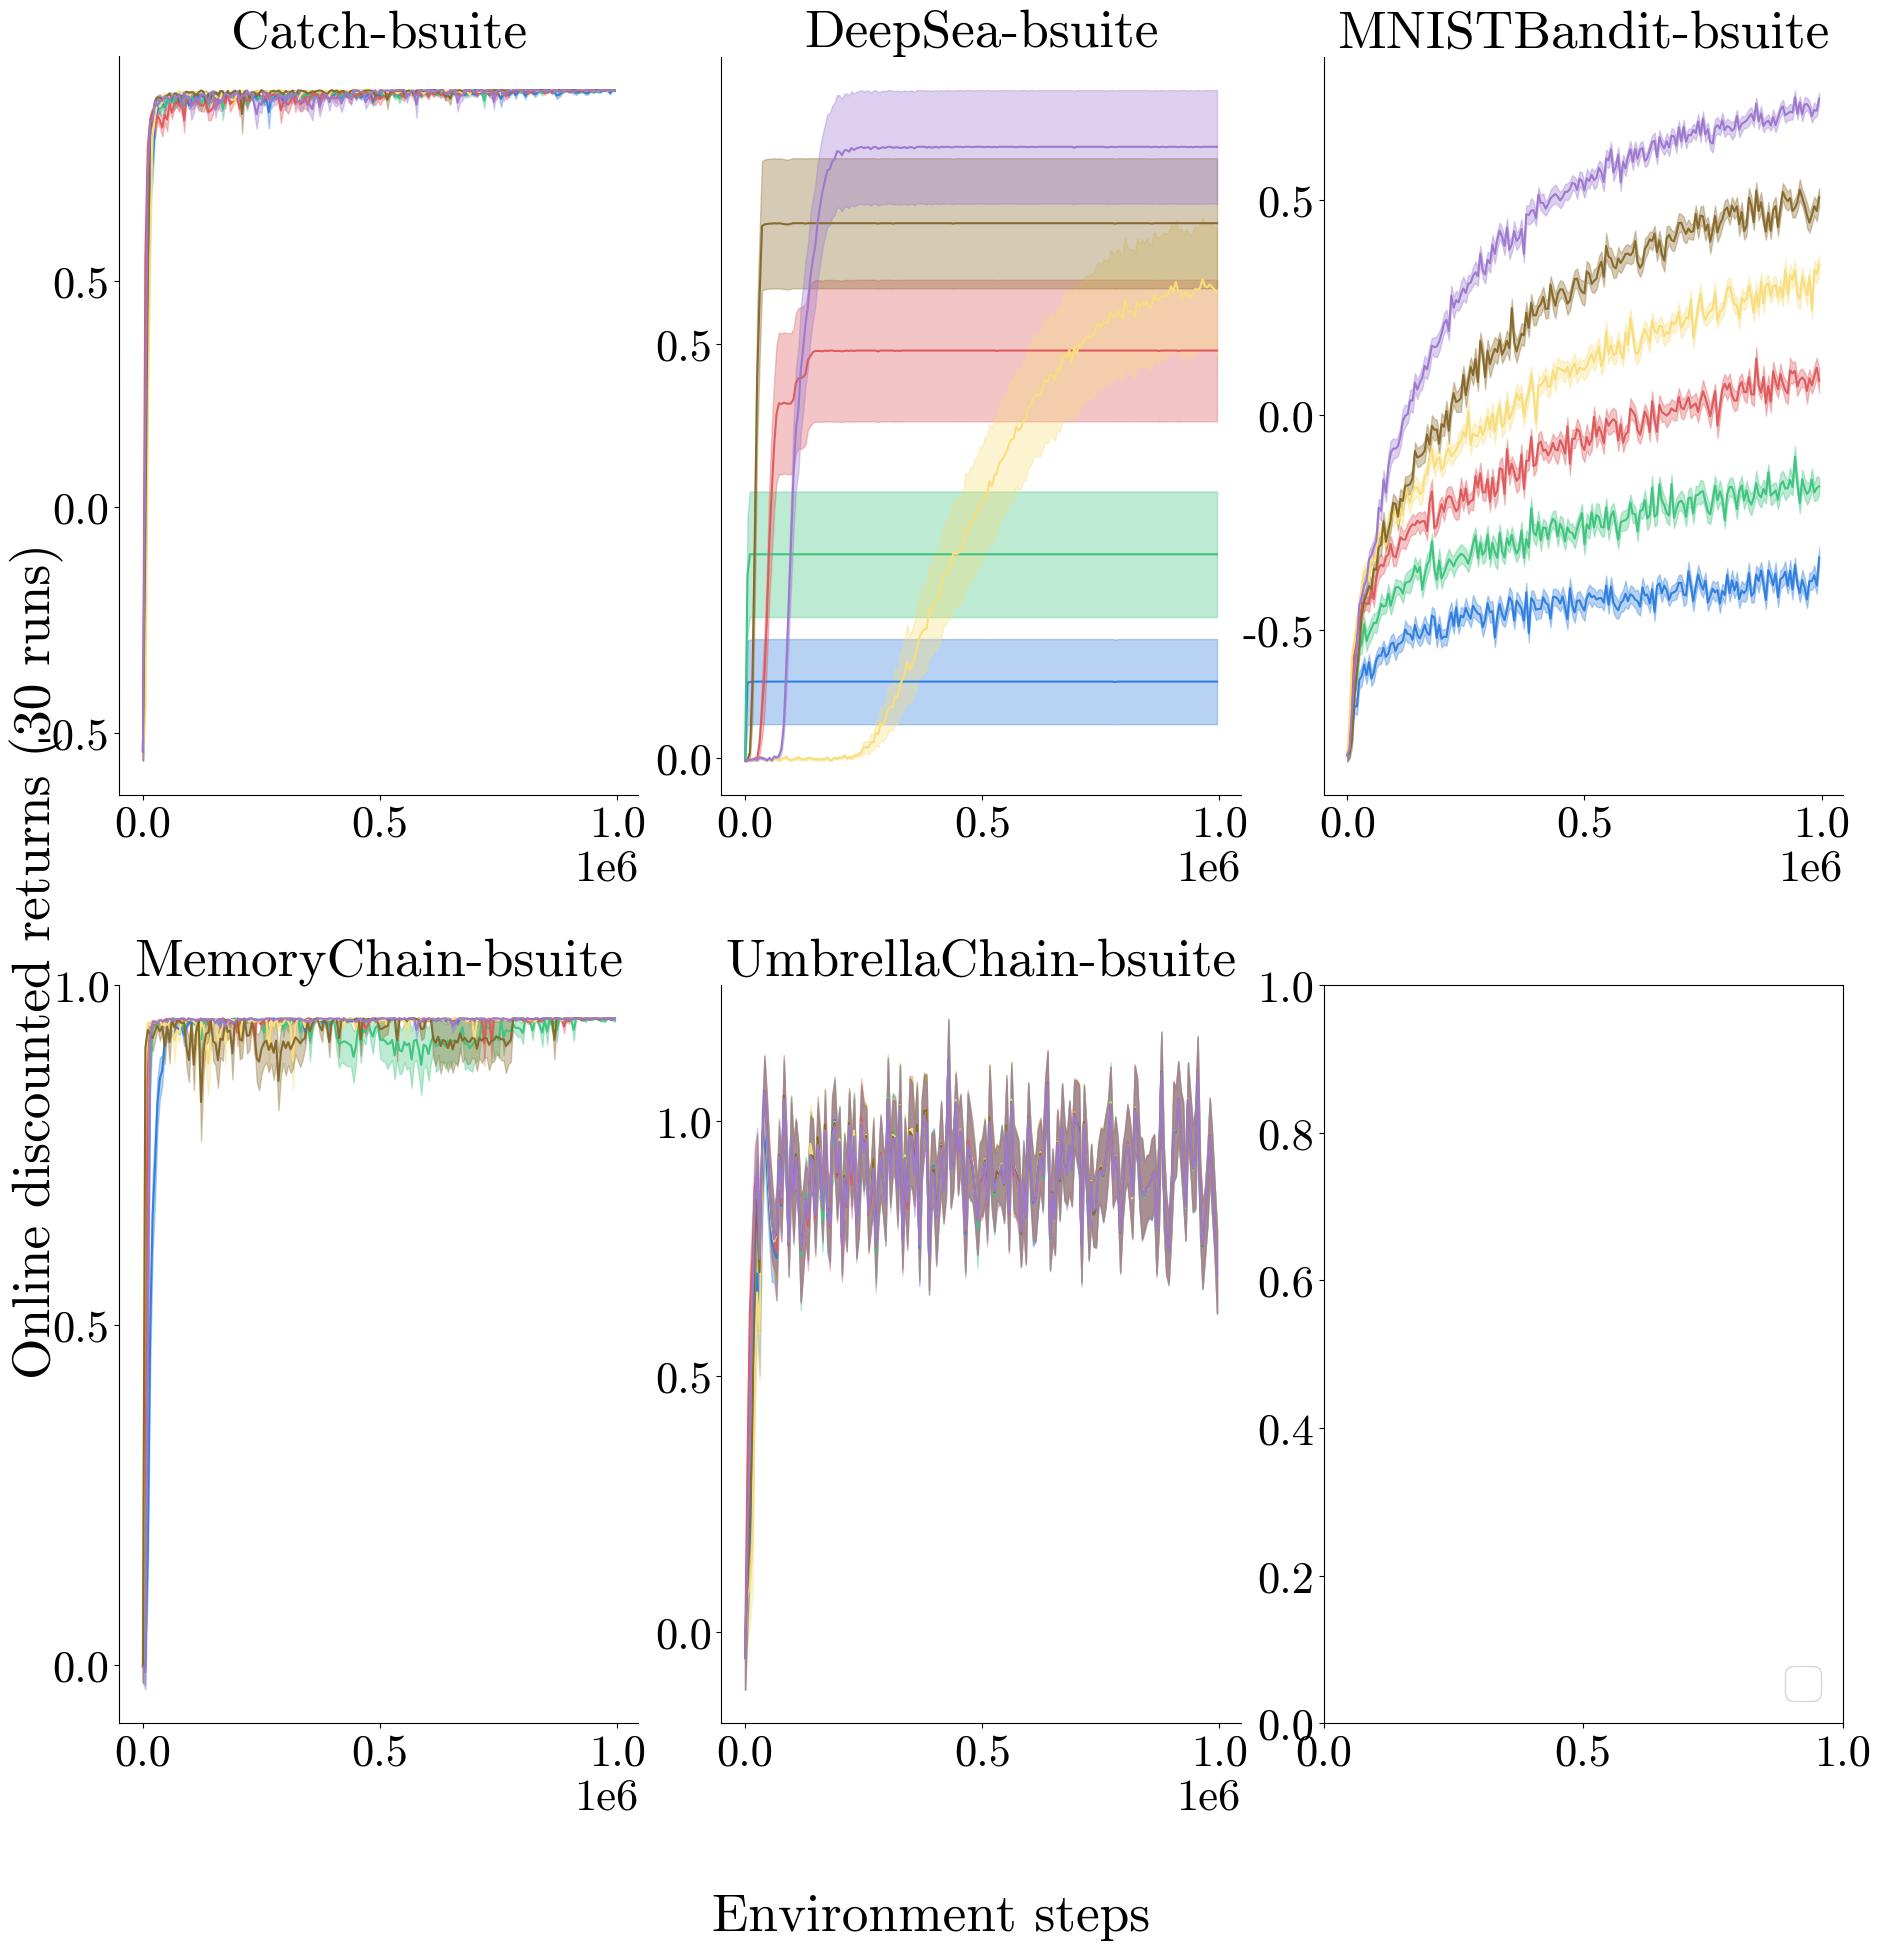 Catch-bsuite
DeepSea-bsuite
MNISTBandit-bsuite
0.5
0.0
-0.5
0.0 0.5 1.0
1e6
0.5
0.0
0.0 0.5 1.0
1e6
0.5
0.0
-0.5
0.0 0.5 1.0
1e6
Online discounted returns (30 runs)
MemoryChain-bsuite
UmbrellaChain-bsuite
1.0
0.5
0.0
0.0 0.5 1.0
1e6
1.0
0.5
0.0
0.0 0.5 1.0
1e6
1.0
0.8
0.6
0.4
0.2
0.0
0.0 0.5 1.0
Environment steps